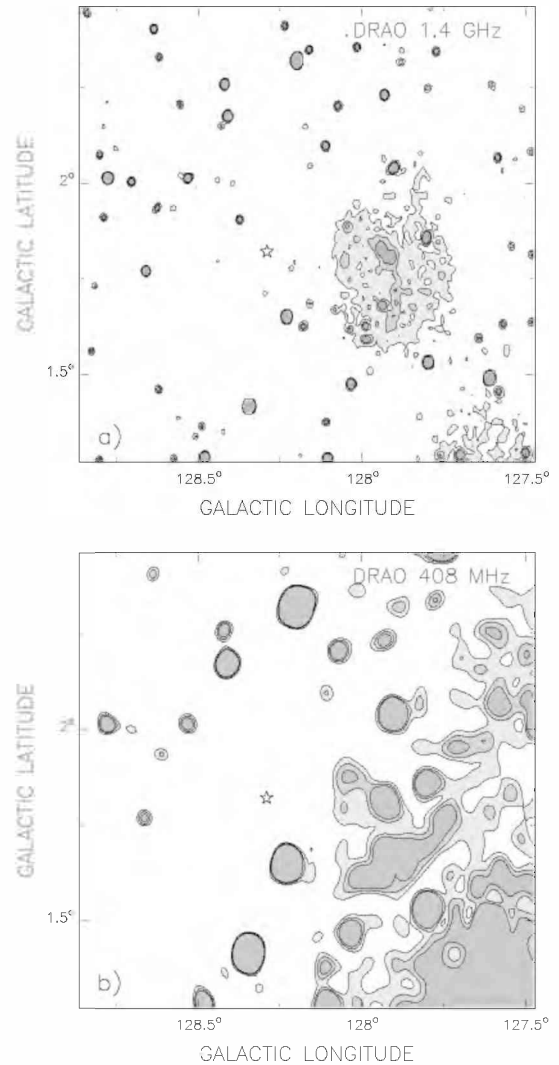 DRAO 1.4 GHz
GALACTIC LATITUDE
2°
1.5°
a)
128.5° 128° 127.5°
GALACTIC LONGITUDE
DRAO 408 MHz
GALACTIC LATITUDE
2°
1.5°
b)
128.5° 128° 127.5°
GALACTIC LONGITUDE